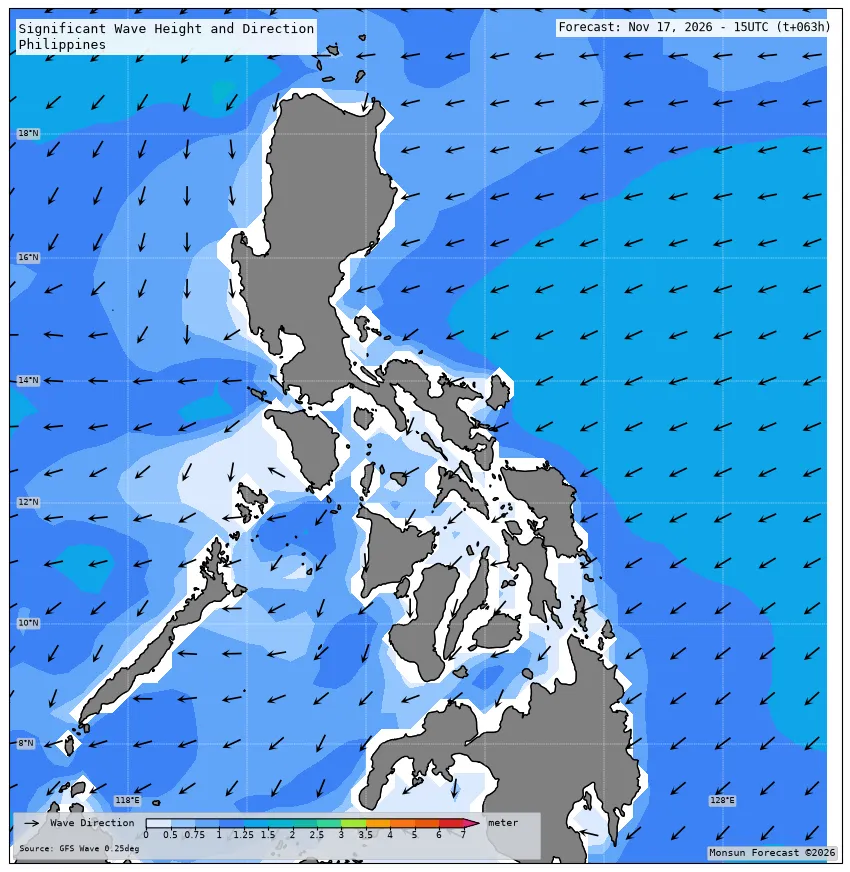 Significant Wave Height and Direction
Philippines
Forecast: Nov 17, 2026 - 15UTC (t+063h)
18°N
16°N
14°N
12°N
10°N
8°N
118°E
128°E
Wave Direction
meter
0 0.5 0.75 1 1.25 1.5 2 2.5 3 3.5 4 5 6 7
Source: GFS Wave 0.25deg
Monsun Forecast ©2026